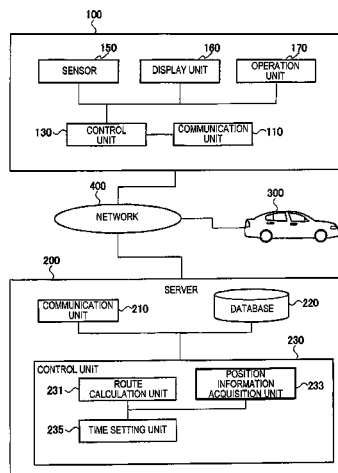 100
150
160
170
SENSOR
DISPLAY UNIT
OPERATION
UNIT
130
CONTROL
UNIT
COMMUNICATION
UNIT
110
400
NETWORK
300
200
SERVER
COMMUNICATION
UNIT
210
DATABASE
220
230
CONTROL UNIT
231
ROUTE
CALCULATION UNIT
POSITION
INFORMATION
ACQUISITION UNIT
233
235
TIME SETTING UNIT